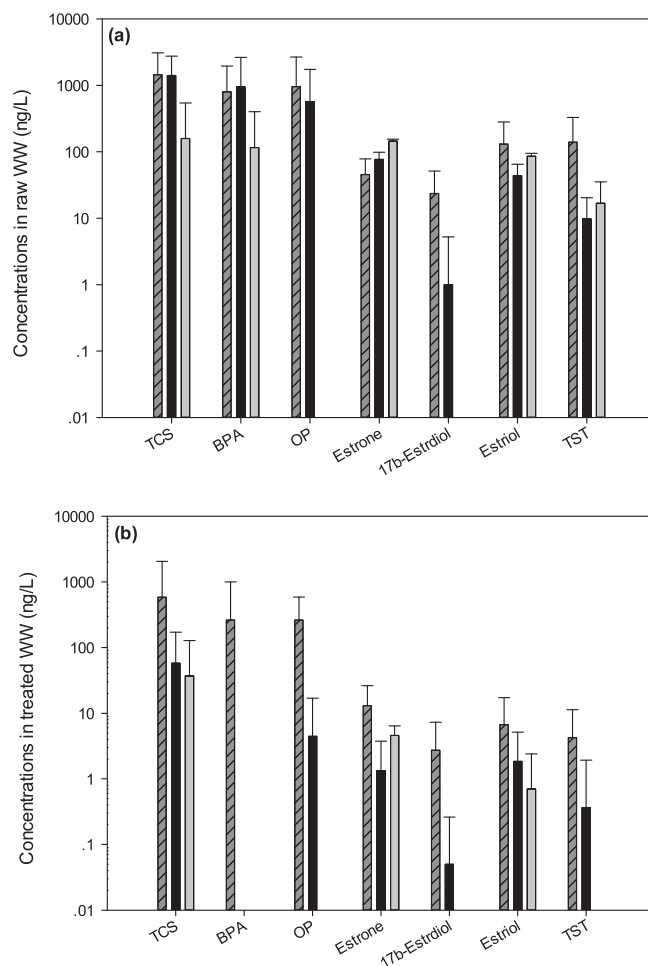 (a)
Concentrations in raw WW (ng/L)
10000
1000
100
10
1
.1
.01
TCS
BPA
OP
Estrone
17b-Estrdiol
Estriol
TST
(b)
Concentrations in treated WW (ng/L)
10000
1000
100
10
1
.1
.01
TCS
BPA
OP
Estrone
17b-Estrdiol
Estriol
TST